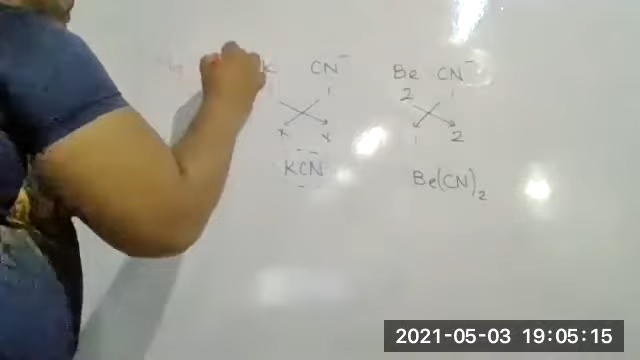 K CN⁻ Be CN⁻
1 2 1
x x 1 2
KCN Be(CN)₂
2021-05-03 19:05:15